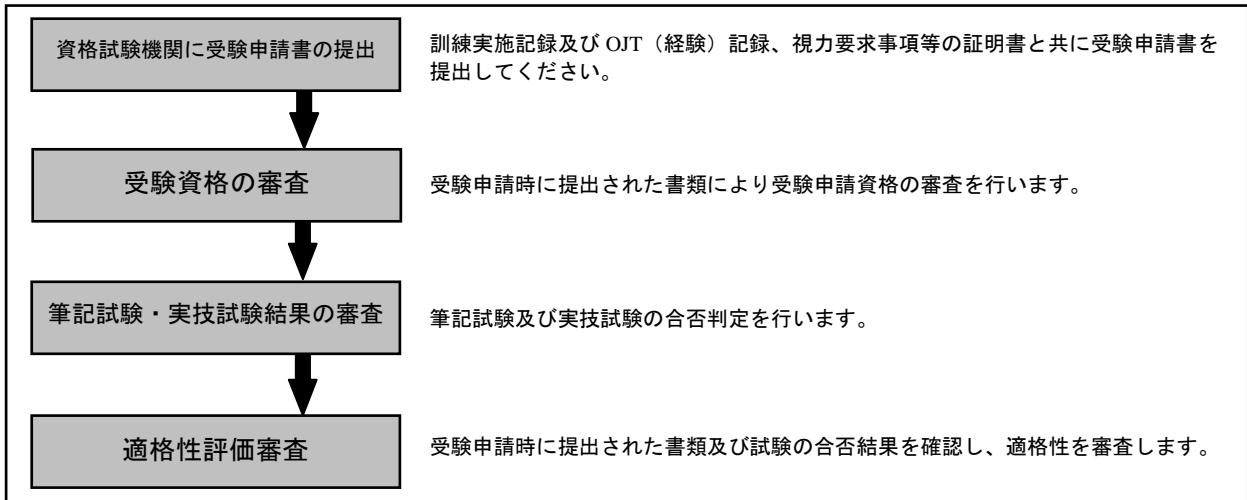 資格試験機関に受験申請書の提出
訓練実施記録及び OJT（経験）記録、視力要求事項等の証明書と共に受験申請書を
提出してください。
受験資格の審査
受験申請時に提出された書類により受験申請資格の審査を行います。
筆記試験・実技試験結果の審査
筆記試験及び実技試験の合否判定を行います。
適格性評価審査
受験申請時に提出された書類及び試験の合否結果を確認し、適格性を審査します。